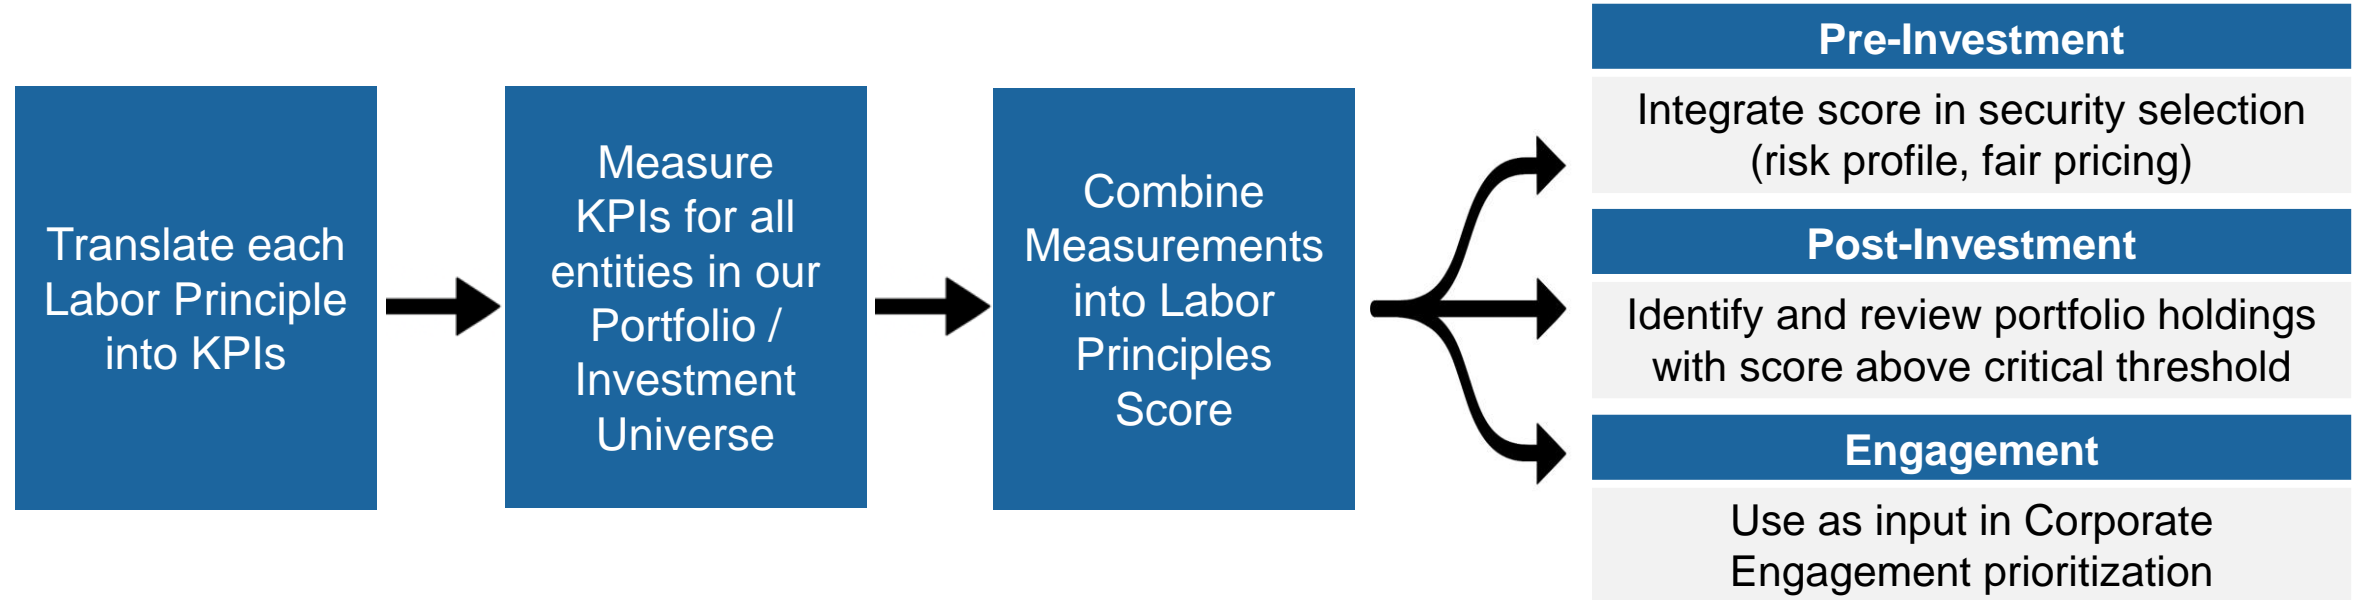 Translate each
Labor Principle
into KPIs
Measure
KPIs for all
entities in our
Portfolio /
Investment
Universe
Combine
Measurements
into Labor
Principles
Score
Pre-Investment
Integrate score in security selection
(risk profile, fair pricing)
Post-Investment
Identify and review portfolio holdings
with score above critical threshold
Engagement
Use as input in Corporate
Engagement prioritization